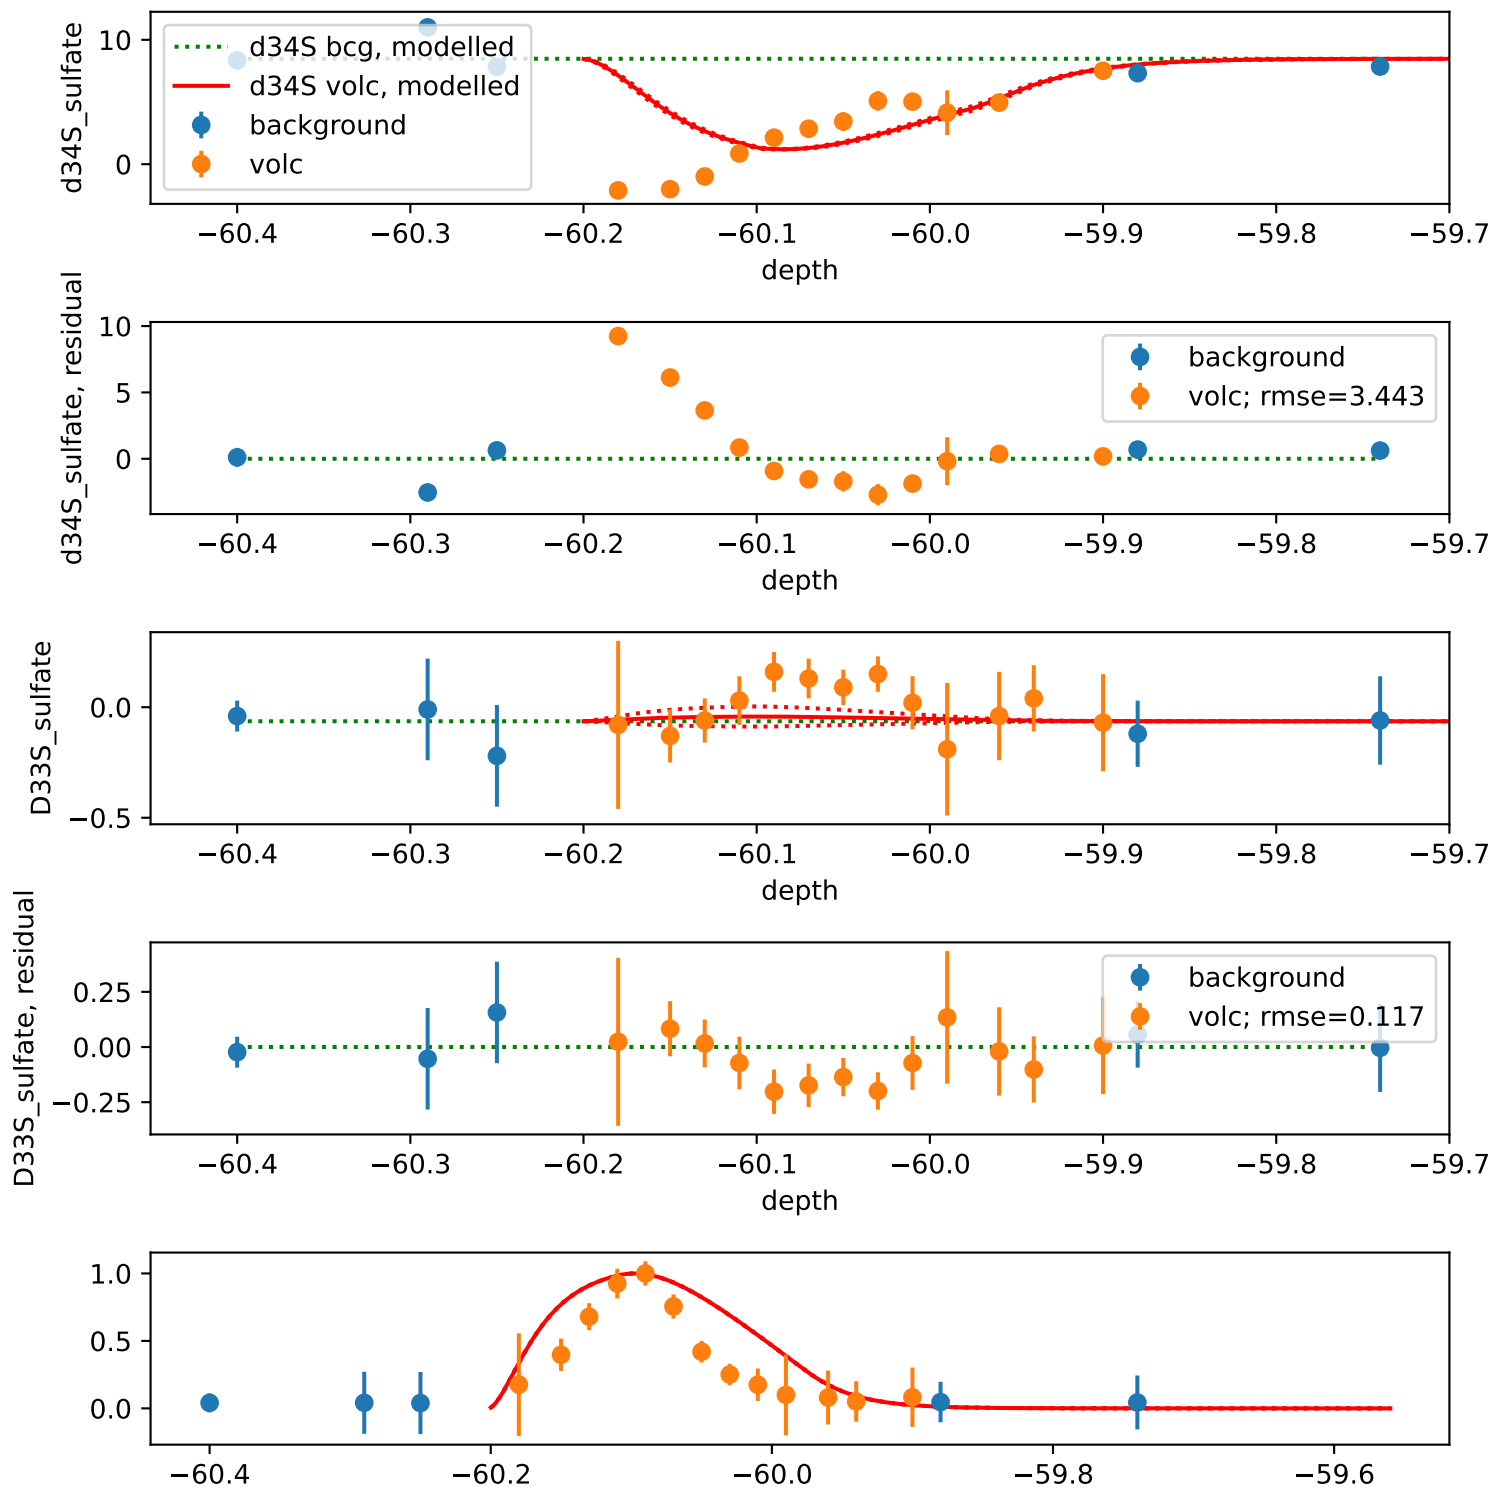 d34S_sulfate
10
0
d34S bcg, modelled
d34S volc, modelled
background
volc
−60.4 −60.3 −60.2 −60.1 −60.0 −59.9 −59.8 −59.7
depth
d34S_sulfate, residual
10
5
0
background
volc; rmse=3.443
−60.4 −60.3 −60.2 −60.1 −60.0 −59.9 −59.8 −59.7
depth
D33S_sulfate
0.0
−0.5
−60.4 −60.3 −60.2 −60.1 −60.0 −59.9 −59.8 −59.7
depth
D33S_sulfate, residual
0.25
0.00
−0.25
background
volc; rmse=0.117
−60.4 −60.3 −60.2 −60.1 −60.0 −59.9 −59.8 −59.7
depth
1.0
0.5
0.0
−60.4 −60.2 −60.0 −59.8 −59.6